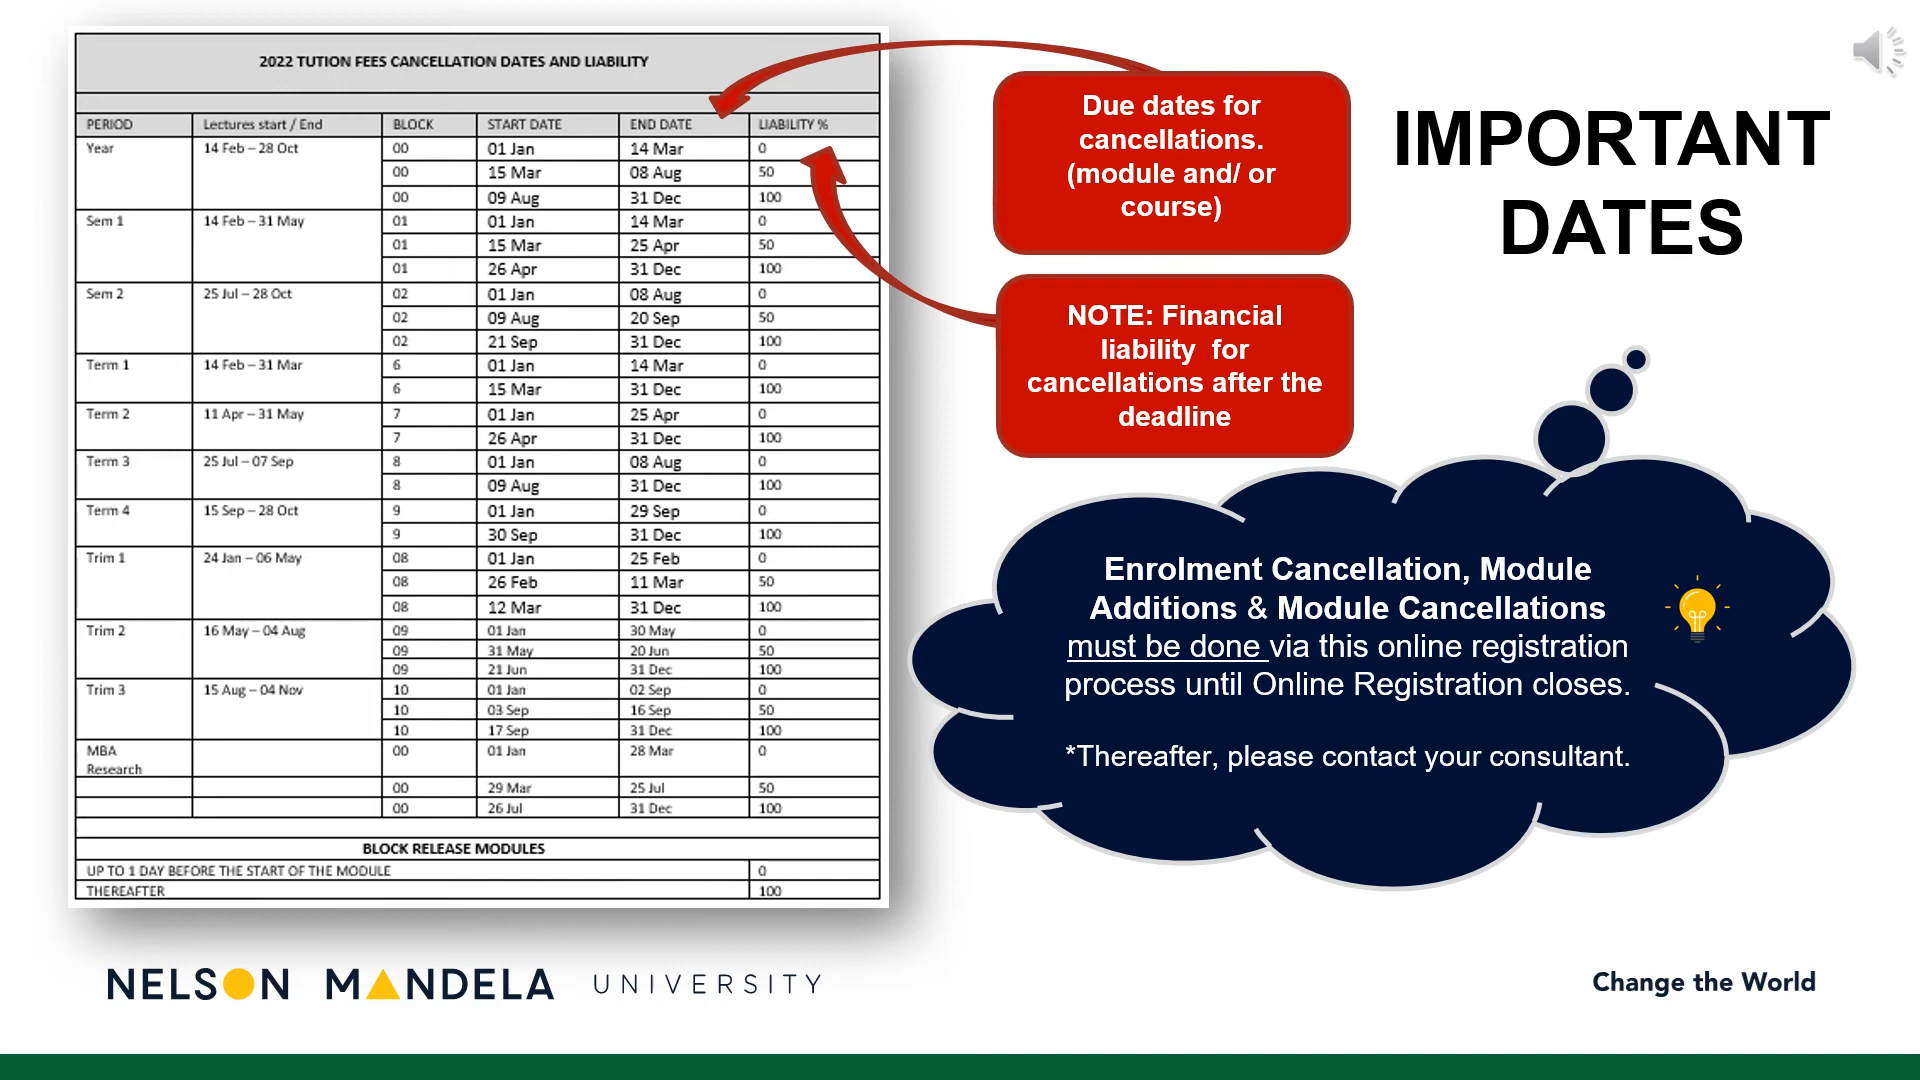 2022 TUTION FEES CANCELLATION DATES AND LIABILITY
PERIOD Lectures start / End BLOCK START DATE END DATE LIABILITY %
Year 14 Feb – 28 Oct 00 01 Jan 14 Mar 0
00 15 Mar 08 Aug 50
00 09 Aug 31 Dec 100
Sem 1 14 Feb – 31 May 01 01 Jan 14 Mar 0
01 15 Mar 25 Apr 50
01 26 Apr 31 Dec 100
Sem 2 25 Jul – 28 Oct 02 01 Jan 08 Aug 0
02 09 Aug 20 Sep 50
02 21 Sep 31 Dec 100
Term 1 14 Feb – 31 Mar 6 01 Jan 14 Mar 0
6 15 Mar 31 Dec 100
Term 2 11 Apr – 31 May 7 01 Jan 25 Apr 0
7 26 Apr 31 Dec 100
Term 3 25 Jul – 07 Sep 8 01 Jan 08 Aug 0
8 09 Aug 31 Dec 100
Term 4 15 Sep – 28 Oct 9 01 Jan 29 Sep 0
9 30 Sep 31 Dec 100
Trim 1 24 Jan – 06 May 08 01 Jan 25 Feb 0
08 26 Feb 11 Mar 50
08 12 Mar 31 Dec 100
Trim 2 16 May – 04 Aug 09 01 Jan 30 May 0
09 31 May 20 Jun 50
09 21 Jun 31 Dec 100
Trim 3 15 Aug – 04 Nov 10 01 Jan 02 Sep 0
10 03 Sep 16 Sep 50
10 17 Sep 31 Dec 100
MBA 00 01 Jan 28 Mar 0
Research
00 29 Mar 25 Jul 50
00 26 Jul 31 Dec 100
BLOCK RELEASE MODULES
UP TO 1 DAY BEFORE THE START OF THE MODULE 0
THEREAFTER 100
Due dates for
cancellations.
(module and/ or
course)
NOTE: Financial
liability for
cancellations after the
deadline
IMPORTANT
DATES
Enrolment Cancellation, Module
Additions & Module Cancellations
must be done via this online registration
process until Online Registration closes.
*Thereafter, please contact your consultant.
NELSON MANDELA UNIVERSITY
Change the World